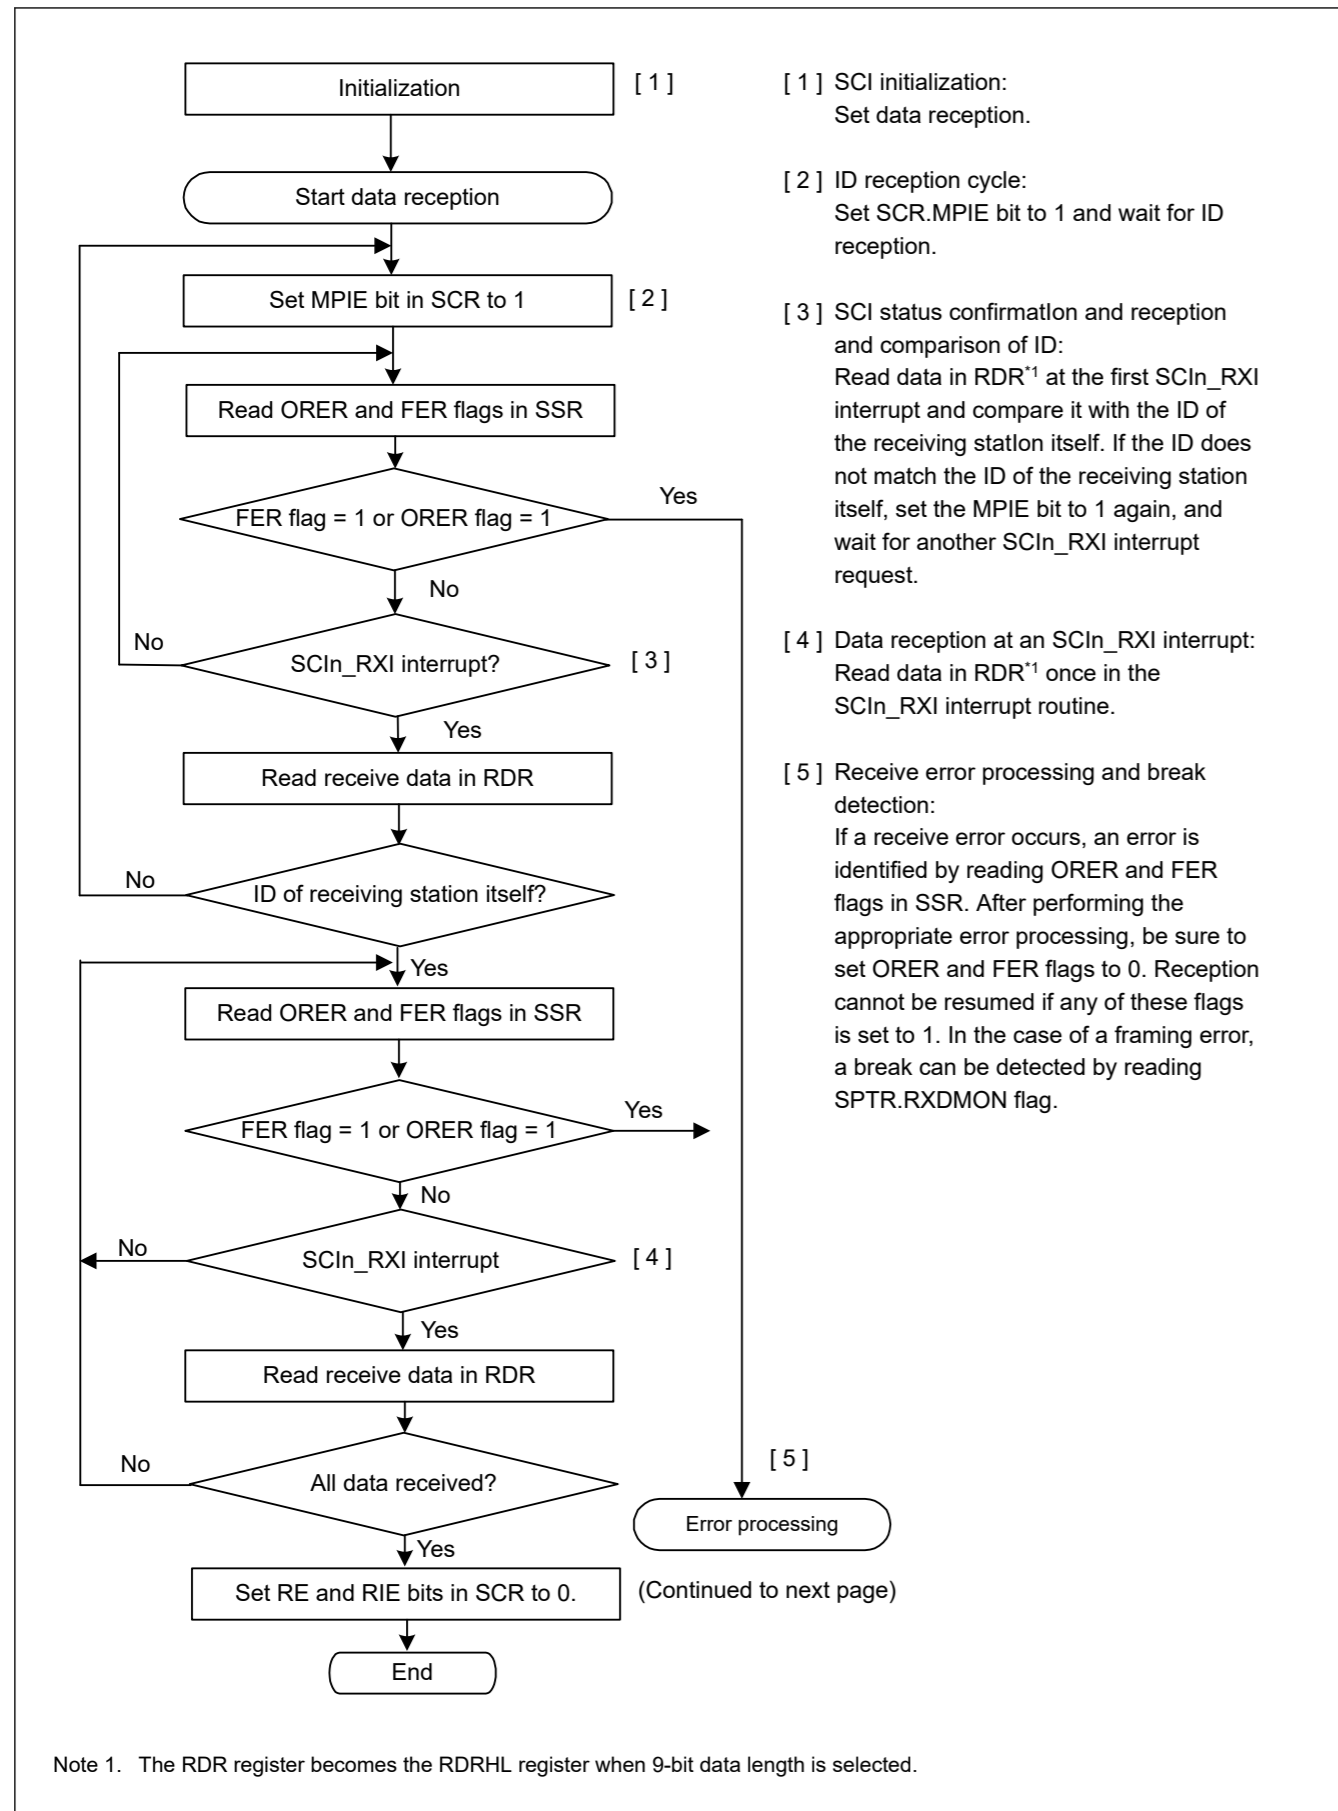 Initialization
[ 1 ]
Start data reception
Set MPIE bit in SCR to 1
[ 2 ]
Read ORER and FER flags in SSR
FER flag = 1 or ORER flag = 1
Yes
No
No
SCIn_RXI interrupt?
[ 3 ]
Yes
Read receive data in RDR
No
ID of receiving station itself?
Yes
Read ORER and FER flags in SSR
FER flag = 1 or ORER flag = 1
Yes
No
No
SCIn_RXI interrupt
[ 4 ]
Yes
Read receive data in RDR
No
All data received?
[ 5 ]
Error processing
Yes
Set RE and RIE bits in SCR to 0.
(Continued to next page)
End
[ 1 ] SCI initialization:
Set data reception.
[ 2 ] ID reception cycle:
Set SCR.MPIE bit to 1 and wait for ID
reception.
[ 3 ] SCI status confirmatIon and reception
and comparison of ID:
Read data in RDR*1 at the first SCIn_RXI
interrupt and compare it with the ID of
the receiving statIon itself. If the ID does
not match the ID of the receiving station
itself, set the MPIE bit to 1 again, and
wait for another SCIn_RXI interrupt
request.
[ 4 ] Data reception at an SCIn_RXI interrupt:
Read data in RDR*1 once in the
SCIn_RXI interrupt routine.
[ 5 ] Receive error processing and break
detection:
If a receive error occurs, an error is
identified by reading ORER and FER
flags in SSR. After performing the
appropriate error processing, be sure to
set ORER and FER flags to 0. Reception
cannot be resumed if any of these flags
is set to 1. In the case of a framing error,
a break can be detected by reading
SPTR.RXDMON flag.
Note 1. The RDR register becomes the RDRHL register when 9-bit data length is selected.